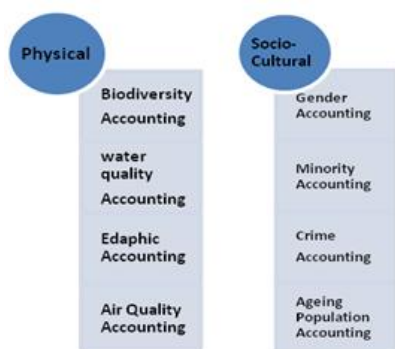 Physical
Biodiversity
Accounting
water
quality
Accounting
Edaphic
Accounting
Air Quality
Accounting
Socio-
Cultural
Gender
Accounting
Minority
Accounting
Crime
Accounting
Ageing
Population
Accounting